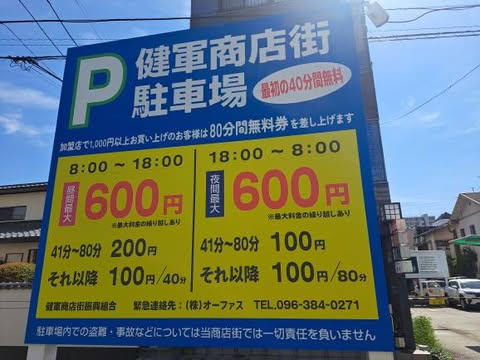 P 健軍商店街
駐車場 最初の40分間無料
加盟店で1,000円以上お買い上げのお客様は80分間無料券を差し上げます
8:00 〜 18:00
昼間最大 600円
※最大料金の繰り越しあり
41分〜80分 200円
それ以降 100円/40分
18:00 〜 8:00
夜間最大 600円
※最大料金の繰り越しあり
41分〜80分 100円
それ以降 100円/80分
健軍商店街振興組合 緊急連絡先：(株)オーファス TEL.096-384-0271
駐車場内での盗難・事故などについては当商店街では一切責任を負いません